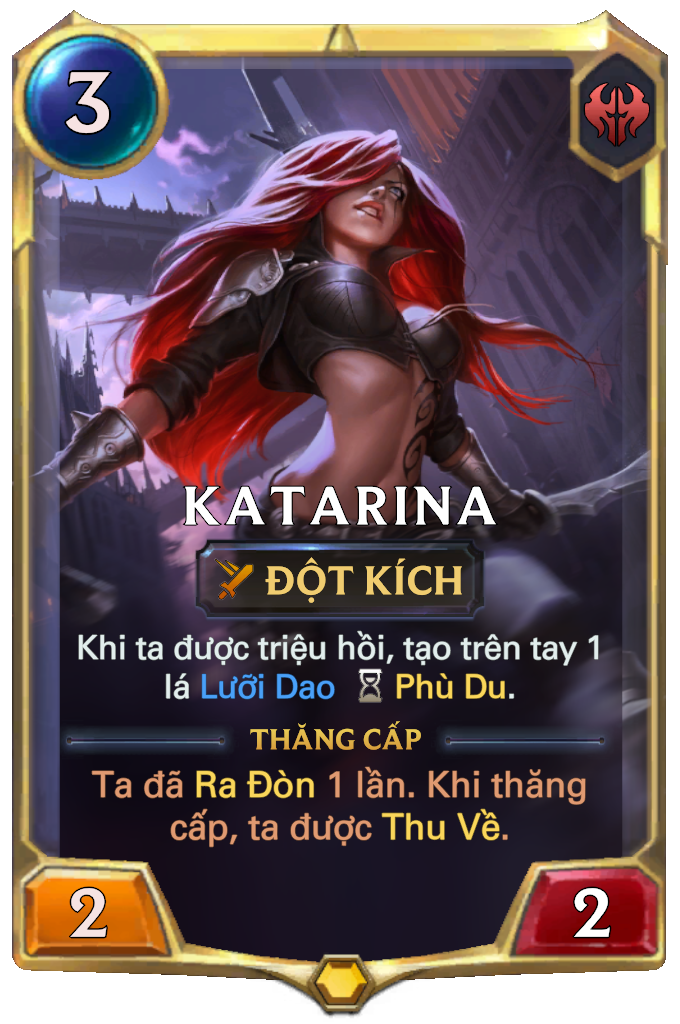 3
KATARINA
ĐỘT KÍCH
Khi ta được triệu hồi, tạo trên tay 1
lá Lưỡi Dao Phù Du.
THĂNG CẤP
Ta đã Ra Đòn 1 lần. Khi thăng
cấp, ta được Thu Về.
2
2